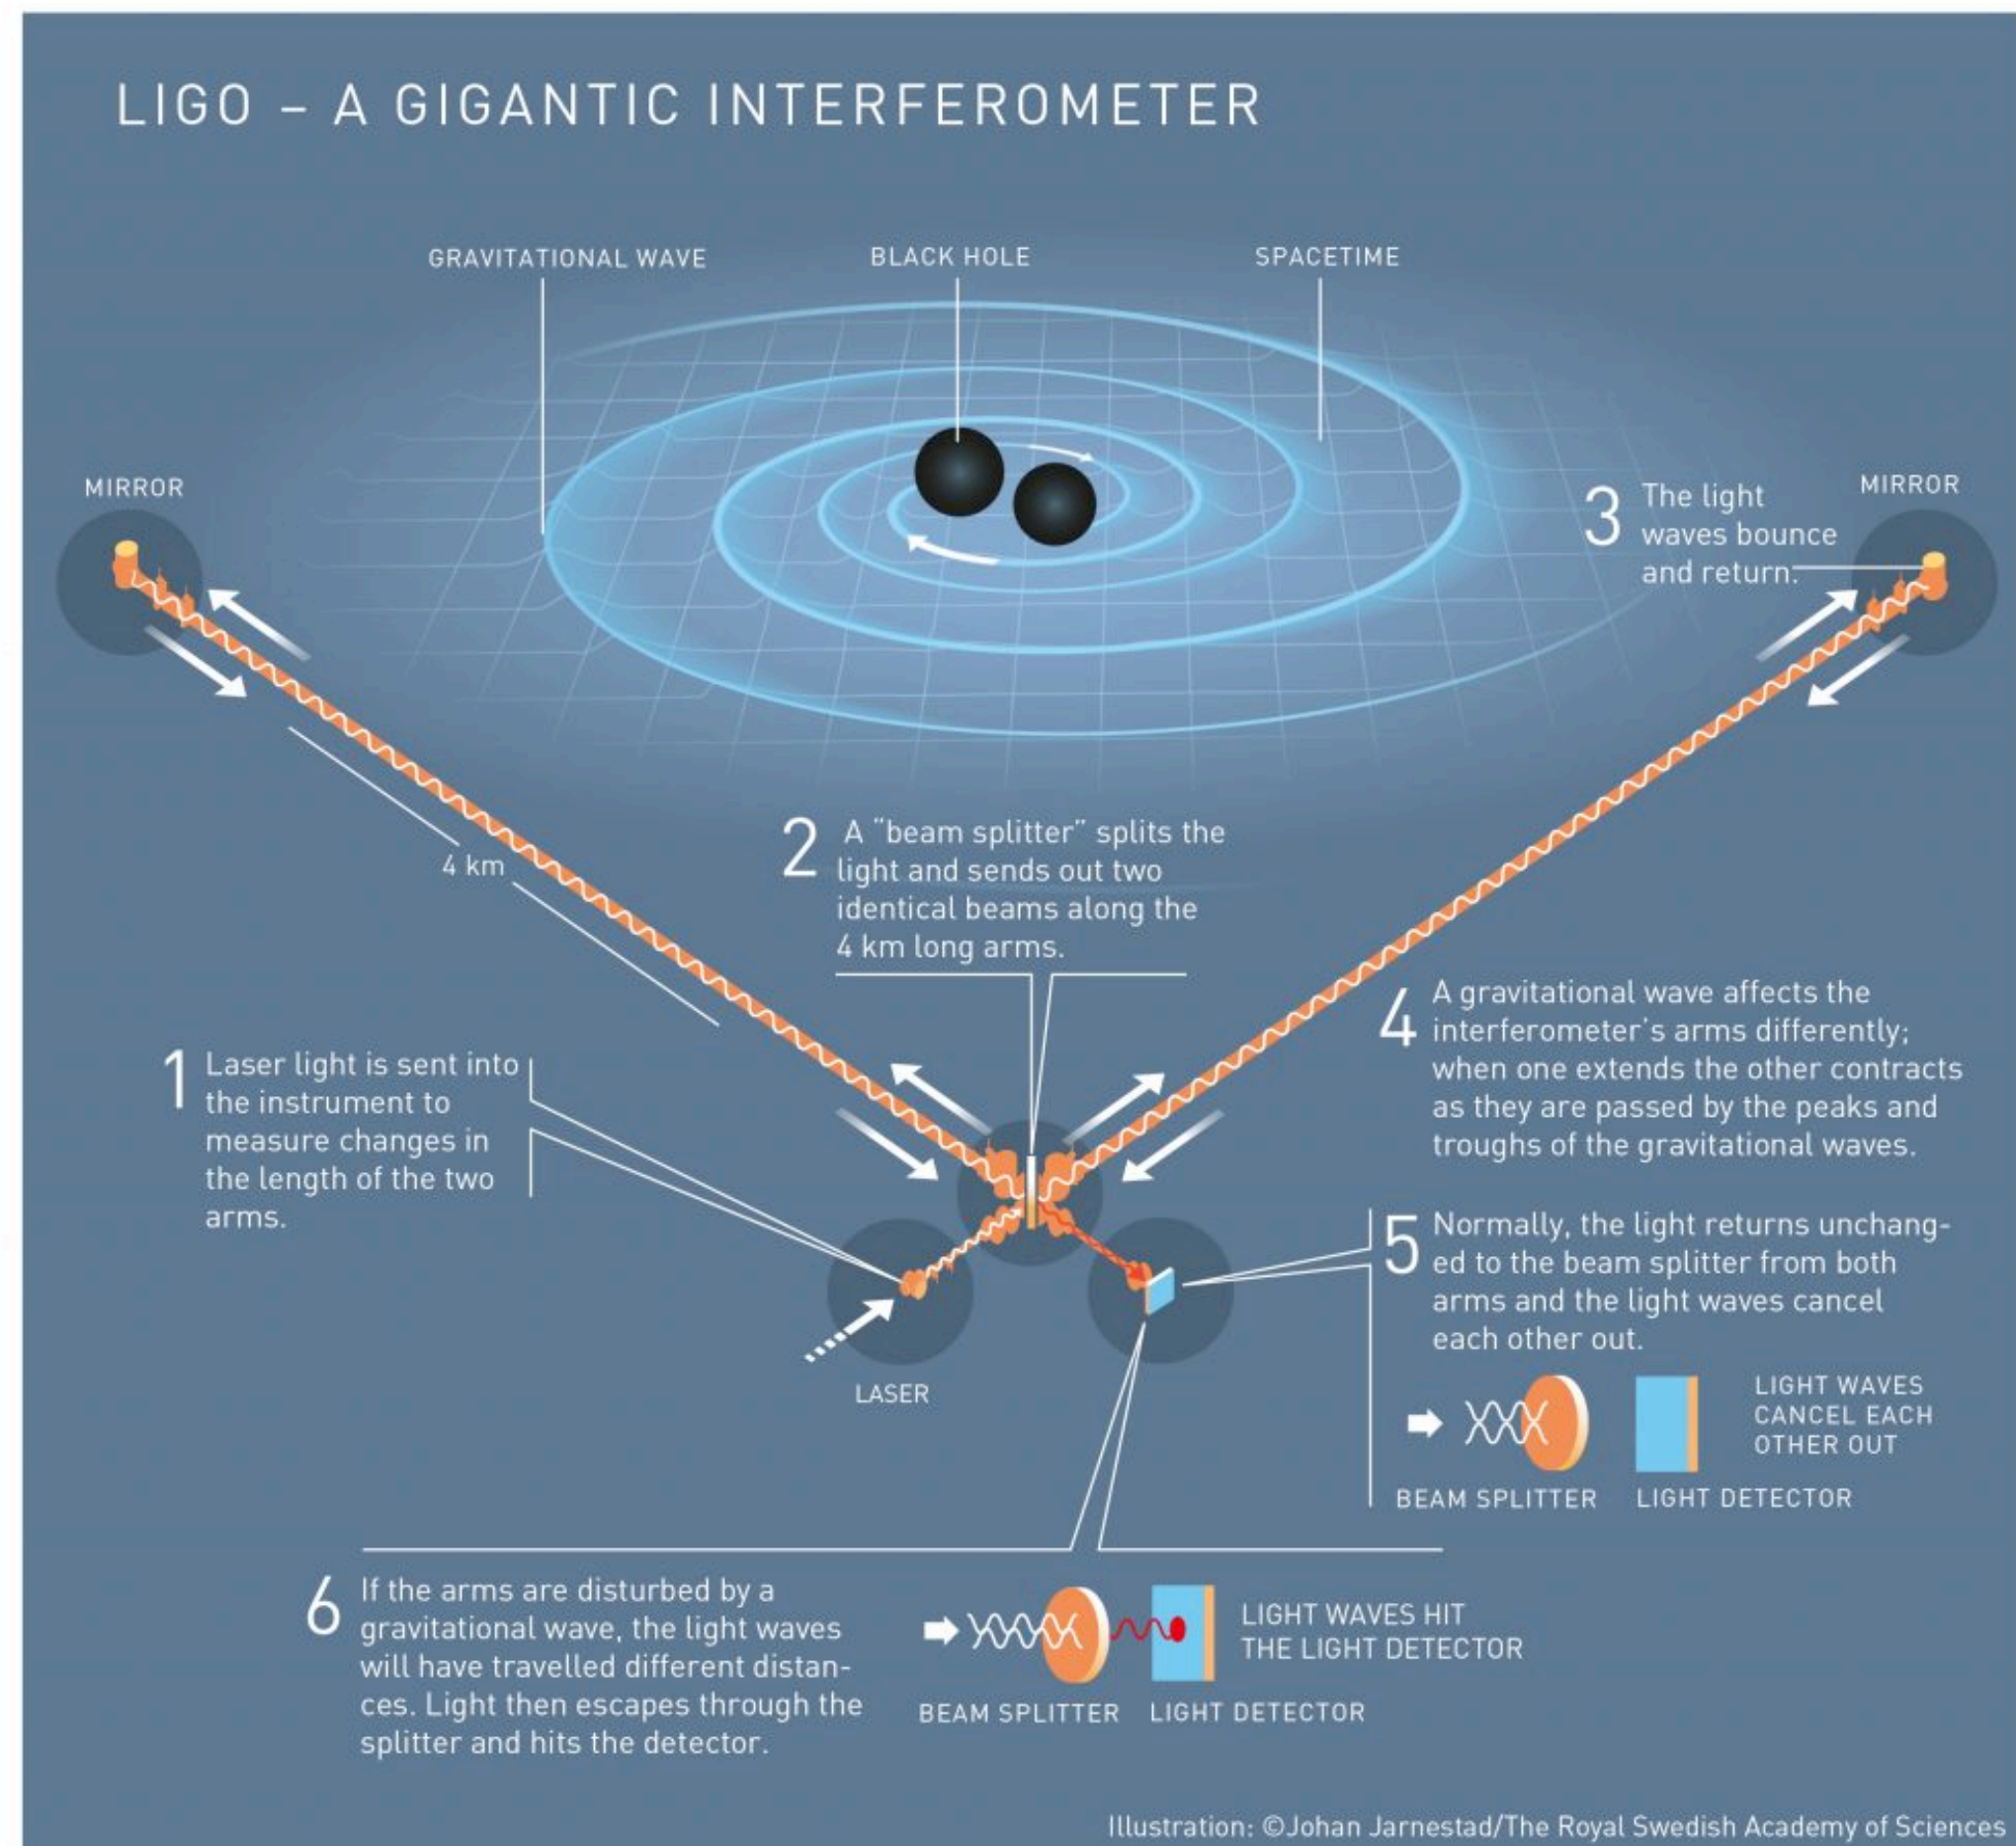 LIGO – A GIGANTIC INTERFEROMETER
GRAVITATIONAL WAVE
BLACK HOLE
SPACETIME
MIRROR
3
The light
waves bounce
and return.
MIRROR
4 km
2
A “beam splitter” splits the
light and sends out two
identical beams along the
4 km long arms.
1
Laser light is sent into
the instrument to
measure changes in
the length of the two
arms.
4
A gravitational wave affects the
interferometer's arms differently;
when one extends the other contracts
as they are passed by the peaks and
troughs of the gravitational waves.
5
Normally, the light returns unchang-
ed to the beam splitter from both
arms and the light waves cancel
each other out.
LASER
LIGHT WAVES
CANCEL EACH
OTHER OUT
BEAM SPLITTER
LIGHT DETECTOR
6
If the arms are disturbed by a
gravitational wave, the light waves
will have travelled different distan-
ces. Light then escapes through the
splitter and hits the detector.
LIGHT WAVES HIT
THE LIGHT DETECTOR
BEAM SPLITTER
LIGHT DETECTOR
Illustration: ©Johan Jarnestad/The Royal Swedish Academy of Sciences